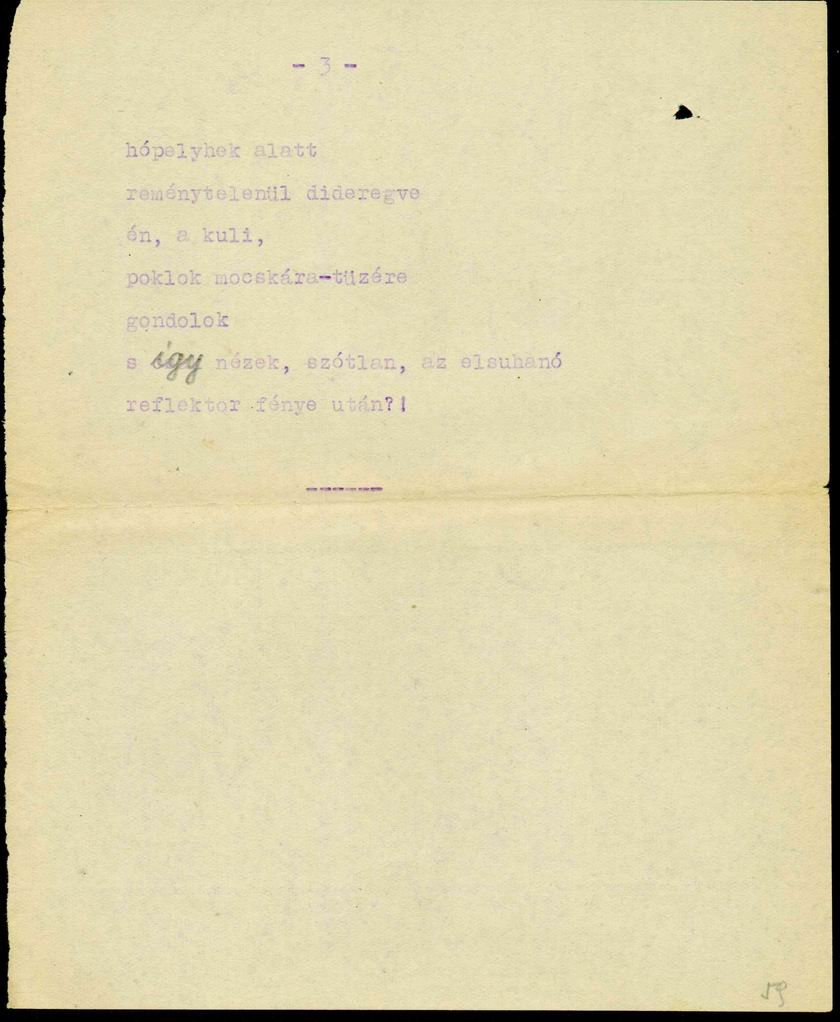 - 3 -
hópelyhek alatt
reménytelenül dideregve
én, a kuli,
poklok mocskára-tüzére
gondolok
s így nézek, szótlan, az elsuhanó
reflektor fénye után?!
------
59